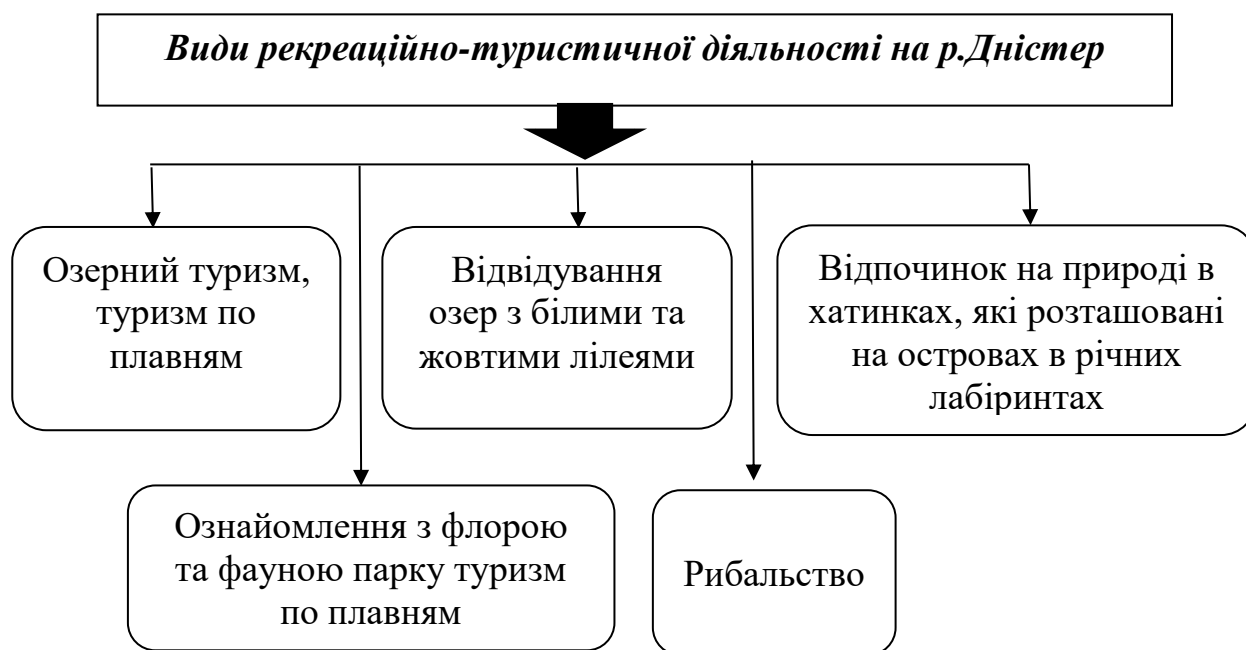 Види рекреаційно-туристичної діяльності на р.Дністер
Озерний туризм,
туризм по
плавням
Відвідування
озер з білими та
жовтими лілеями
Відпочинок на природі в
хатинках, які розташовані
на островах в річних
лабіринтах
Ознайомлення з флорою
та фауною парку туризм
по плавням
Рибальство